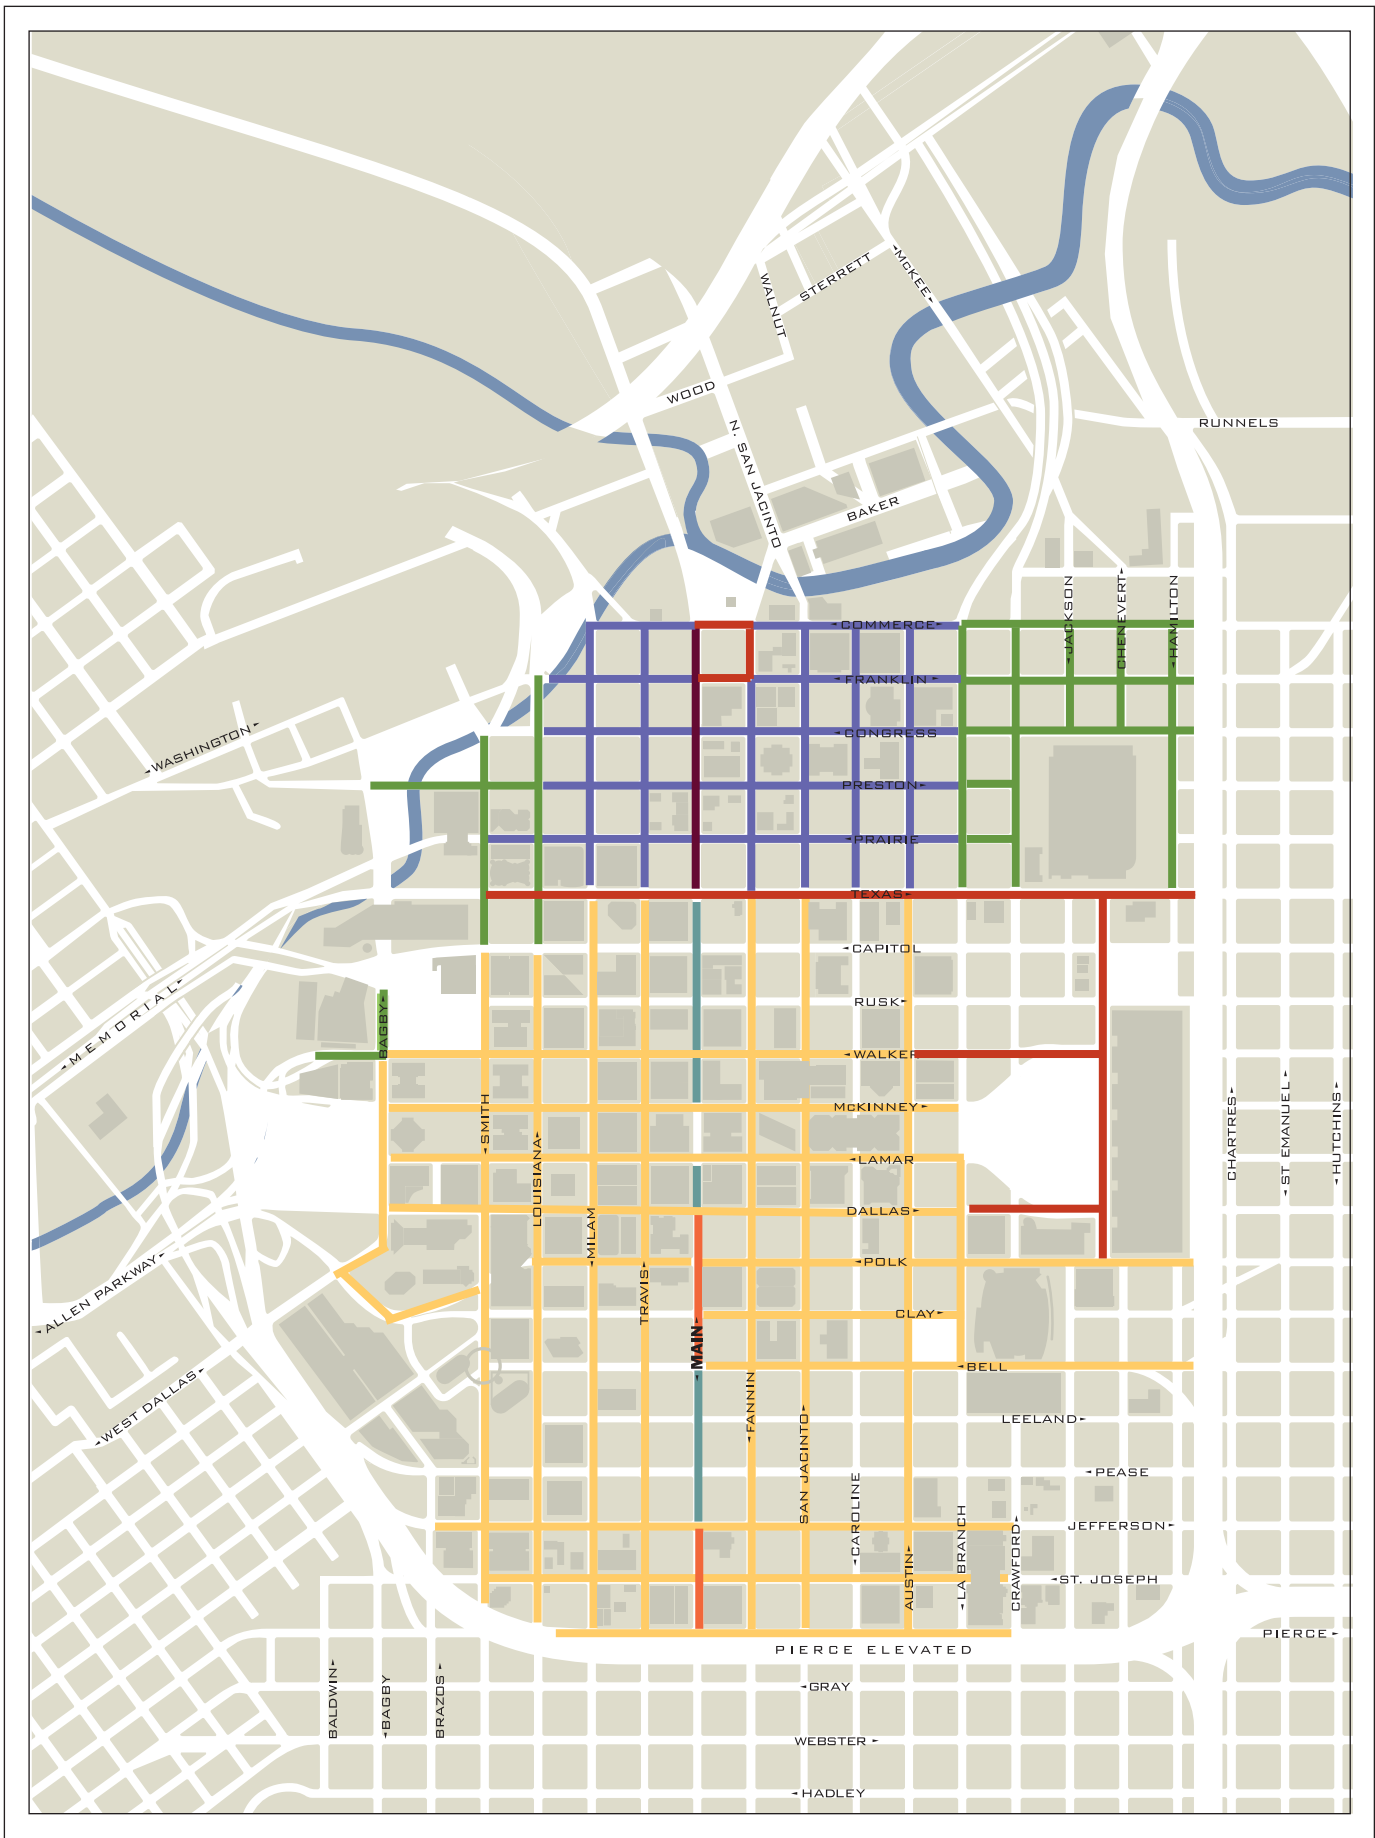 McKEE
STERRETT
WALNUT
WOOD
RUNNELS
N. SAN JACINTO
BAKER
JACKSON
CHENEVERT
HAMILTON
COMMERCE
FRANKLIN
CONGRESS
WASHINGTON
PRESTON
PRAIRIE
TEXAS
CAPITOL
MEMORIAL
RUSK
BAGBY
WALKER
McKINNEY
SMITH
LOUISIANA
LAMAR
CHARTRES
ST EMANUEL
HUTCHINS
DALLAS
MILAM
POLK
ALLEN PARKWAY
TRAVIS
CLAY
MAIN
BELL
WEST DALLAS
FANNIN
SAN JACINTO
LEELAND
PEASE
CAROLINE
JEFFERSON
AUSTIN
LA BRANCH
CRAWFORD
ST. JOSEPH
PIERCE
PIERCE ELEVATED
BALDWIN
BAGBY
BRAZOS
GRAY
WEBSTER
HADLEY